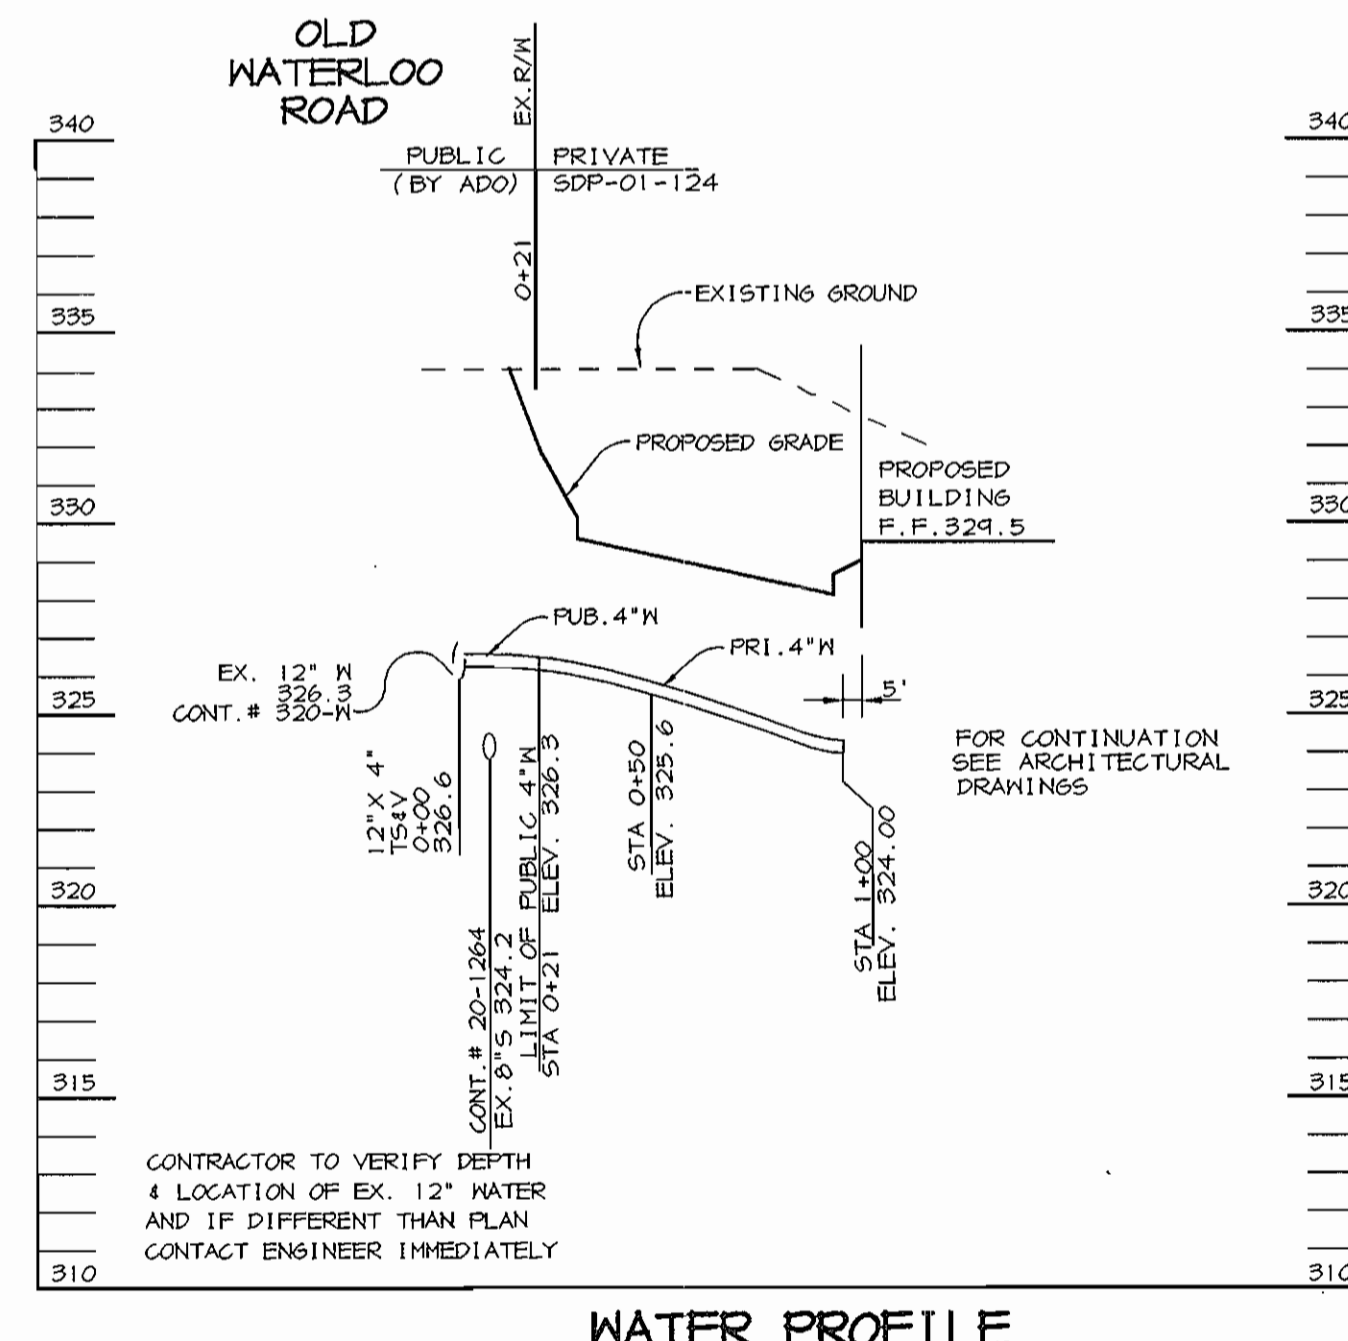 OLD
WATERLOO
ROAD
EX.R/W
340
340
PUBLIC
PRIVATE
(BY ADO)
SDP-01-124
0+21
EXISTING GROUND
335
335
PROPOSED GRADE
PROPOSED
BUILDING
F.F.329.5
330
330
PUB.4"W
PRI.4"W
EX. 12" W
326.3
CONT.# 320-W
5'
325
325
FOR CONTINUATION
SEE ARCHITECTURAL
DRAWINGS
12"X 4"
TS&V
0+00
326.6
CONT.# 20-1264
EX.8"S 324.2
LIMIT OF PUBLIC 4"W
STA 0+21 ELEV. 326.3
STA 0+50
ELEV. 325.6
STA 1+00
ELEV. 324.00
320
320
315
315
CONTRACTOR TO VERIFY DEPTH
& LOCATION OF EX. 12" WATER
AND IF DIFFERENT THAN PLAN
CONTACT ENGINEER IMMEDIATELY
310
310
WATER PROFILE